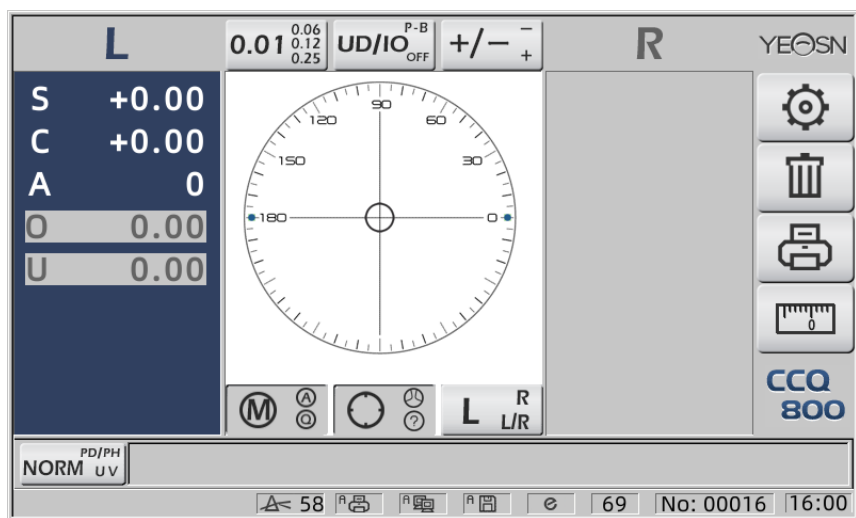 L
0.01 0.06 0.12 0.25
UD/IO P-B OFF
+/− − +
R
YEOSN
S +0.00
C +0.00
A 0
O 0.00
U 0.00
90
120 60
150 30
180 0
0
M A Q
?
L R L/R
CCQ
800
NORM PD/PH UV
58 A A A e 69 No: 00016 16:00